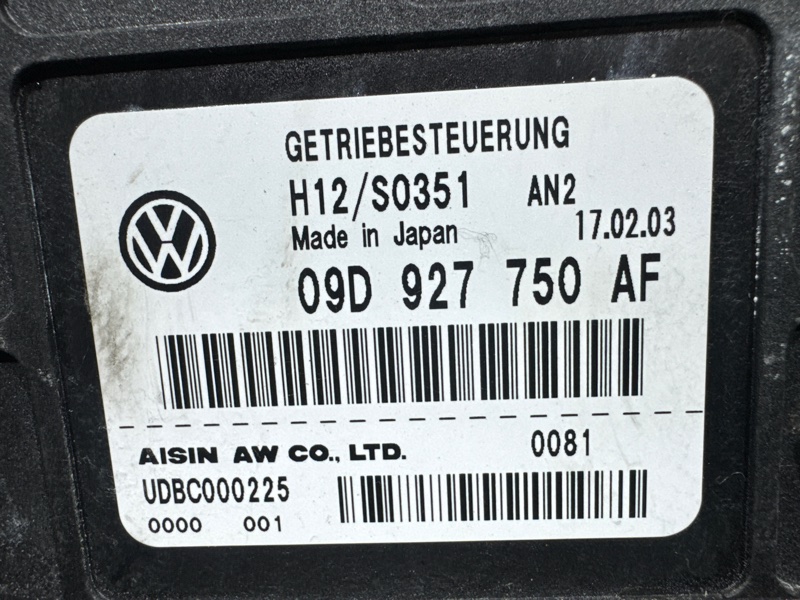 GETRIEBESTEUERUNG
H12/S0351 AN2
Made in Japan 17.02.03
09D 927 750 AF
AISIN AW CO., LTD. 0081
UDBC000225
0000 001